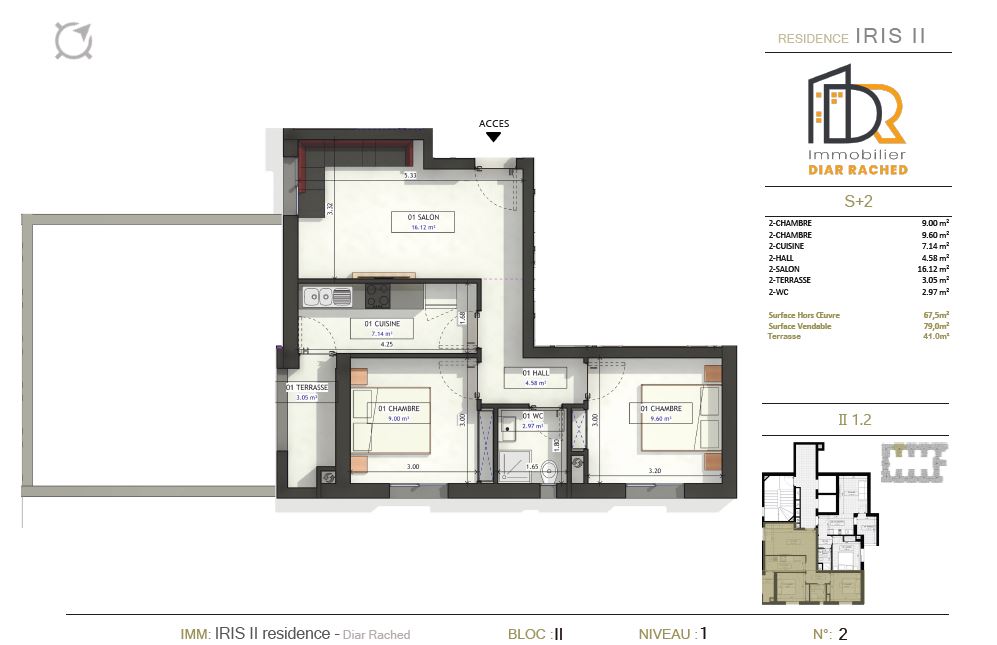 RESIDENCE IRIS II
Immobilier
DIAR RACHED
S+2
2-CHAMBRE 9.00 m²
2-CHAMBRE 9.60 m²
2-CUISINE 7.14 m²
2-HALL 4.58 m²
2-SALON 16.12 m²
2-TERRASSE 3.05 m²
2-WC 2.97 m²
Surface Hors Œuvre 67,5m²
Surface Vendable 79,0m²
Terrasse 41.0m²
II 1.2
ACCES
5.33
3.32
01 SALON
16.12 m²
01 CUISINE
7.14 m²
4.25
1.68
01 TERRASSE
3.05 m²
01 HALL
4.58 m²
01 CHAMBRE
9.00 m²
3.00
3.00
01 WC
2.97 m²
1.80
1.65
01 CHAMBRE
9.60 m²
3.00
3.20
IMM: IRIS II residence - Diar Rached
BLOC : II
NIVEAU : 1
N°: 2